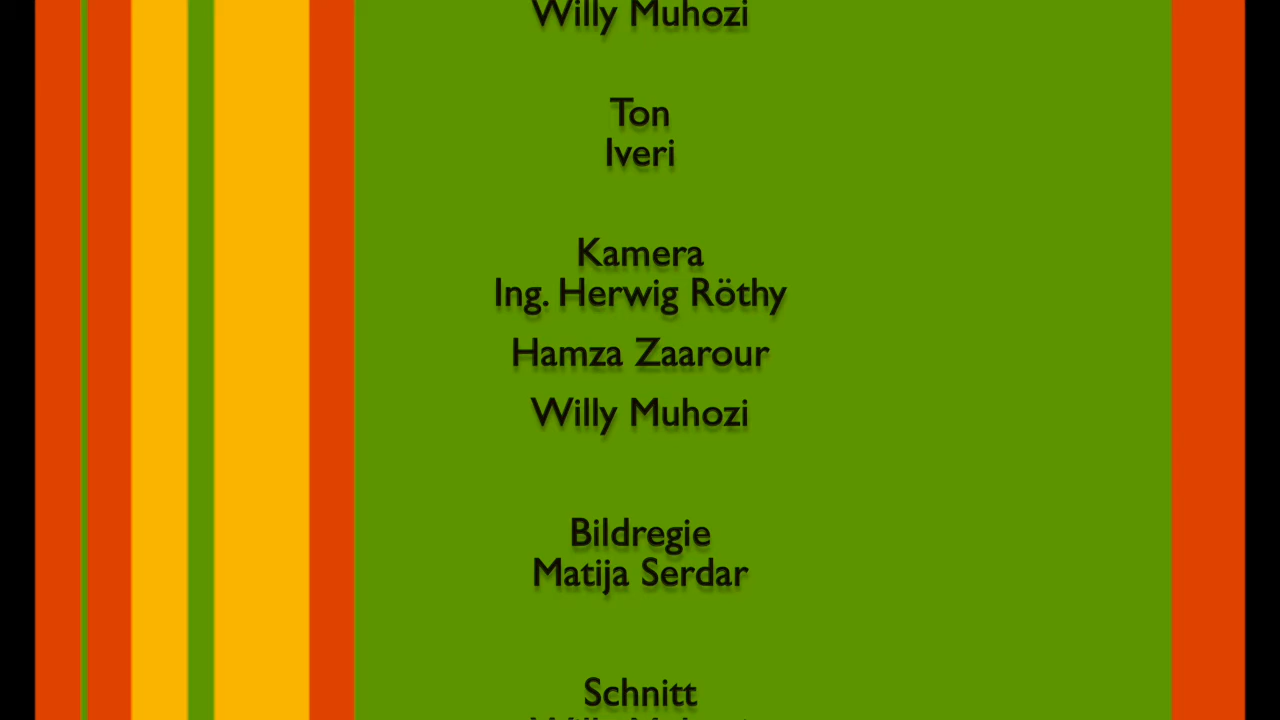 Willy Muhozi
Ton
Iveri
Kamera
Ing. Herwig Röthy
Hamza Zaarour
Willy Muhozi
Bildregie
Matija Serdar
Schnitt